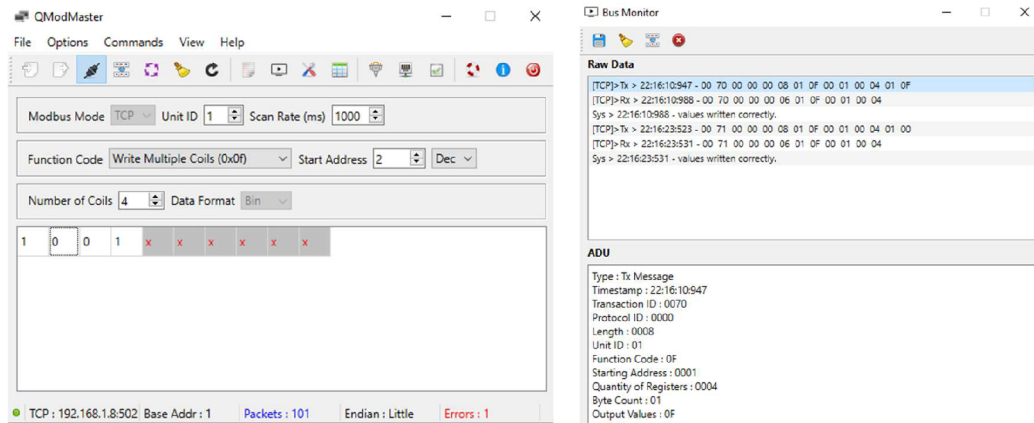 QModMaster
File Options Commands View Help
Modbus Mode TCP Unit ID 1 Scan Rate (ms) 1000
Function Code Write Multiple Coils (0x0f) Start Address 2 Dec
Number of Coils 4 Data Format Bin
1 0 0 1 x x x x x x
TCP : 192.168.1.8:502 Base Addr : 1 Packets : 101 Endian : Little Errors : 1
Bus Monitor
Raw Data
[TCP]>Tx > 22:16:10:947 - 00 70 00 00 00 08 01 0F 00 01 00 04 01 0F
[TCP]>Rx > 22:16:10:988 - 00 70 00 00 00 06 01 0F 00 01 00 04
Sys > 22:16:10:988 - values written correctly.
[TCP]>Tx > 22:16:23:523 - 00 71 00 00 00 08 01 0F 00 01 00 04 01 00
[TCP]>Rx > 22:16:23:531 - 00 71 00 00 00 06 01 0F 00 01 00 04
Sys > 22:16:23:531 - values written correctly.
ADU
Type : Tx Message
Timestamp : 22:16:10:947
Transaction ID : 0070
Protocol ID : 0000
Length : 0008
Unit ID : 01
Function Code : 0F
Starting Address : 0001
Quantity of Registers : 0004
Byte Count : 01
Output Values : 0F